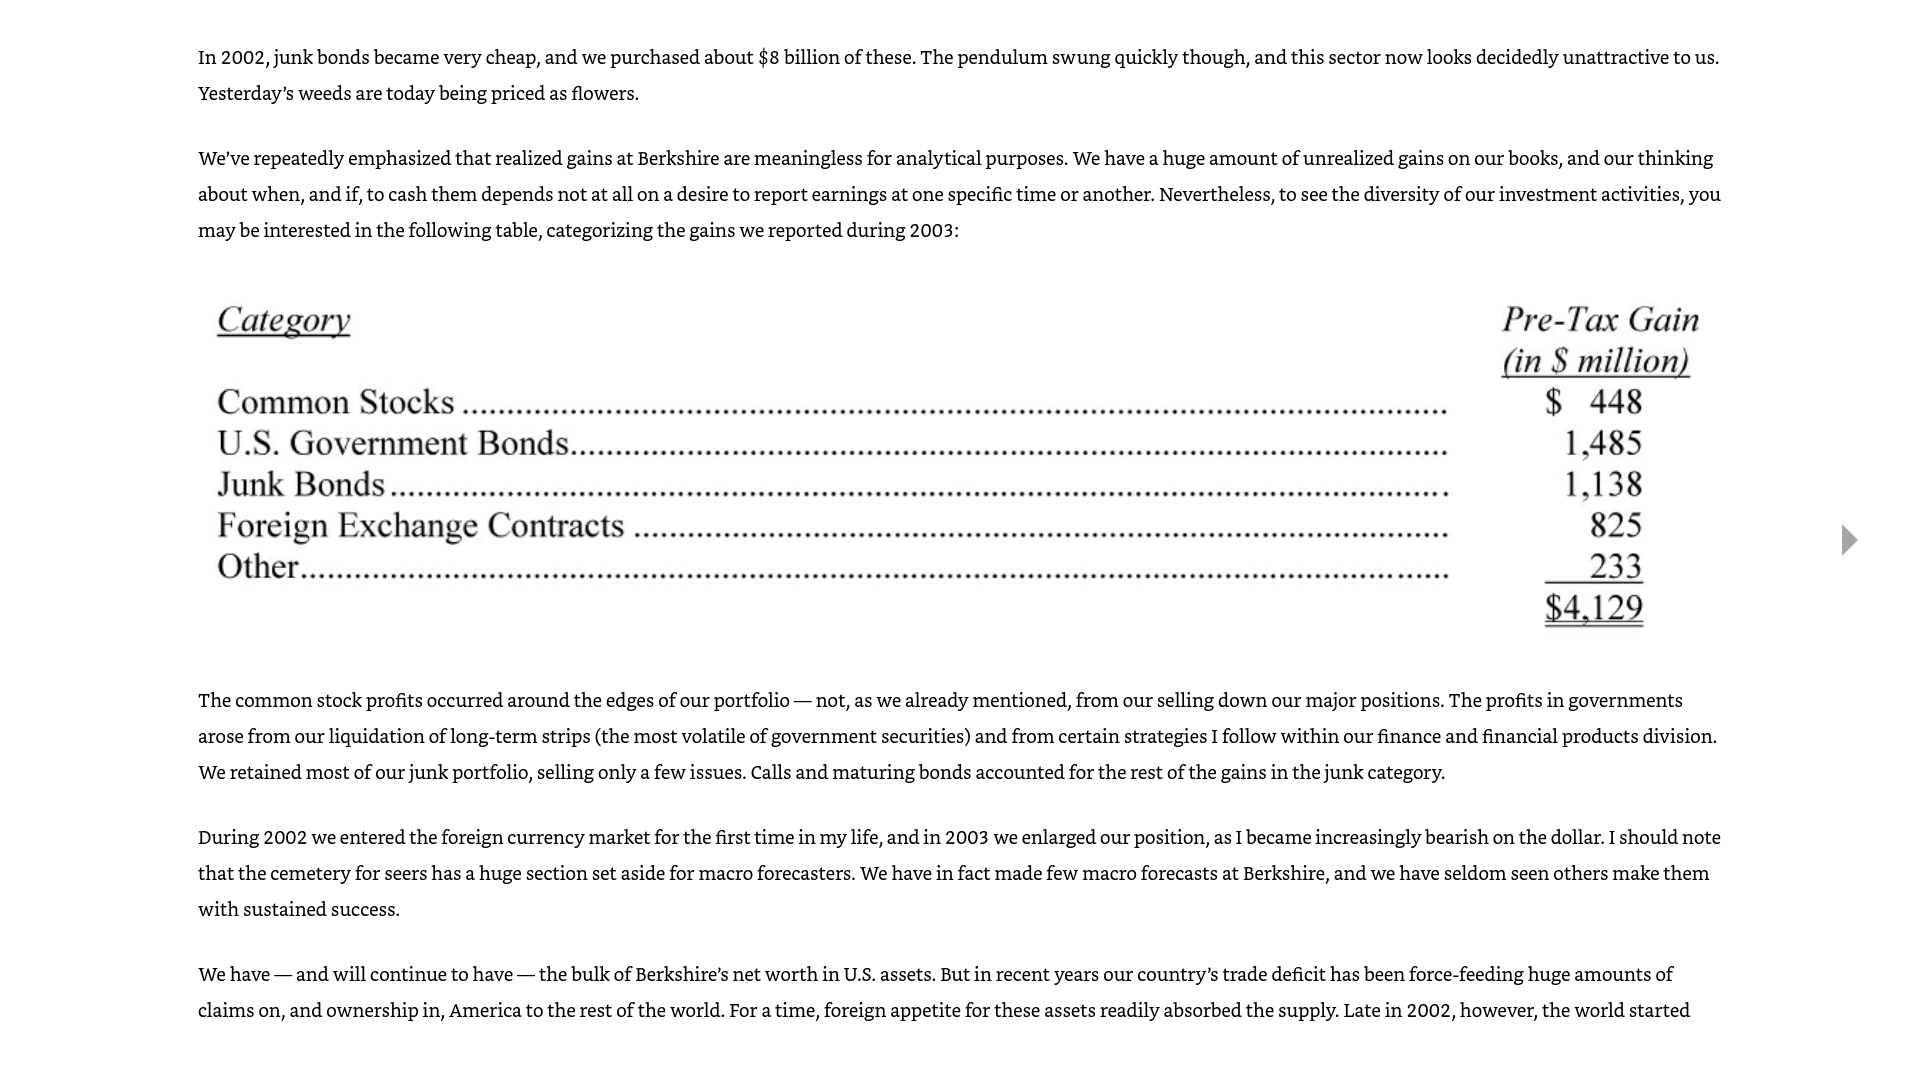 In 2002, junk bonds became very cheap, and we purchased about $8 billion of these. The pendulum swung quickly though, and this sector now looks decidedly unattractive to us.
Yesterday’s weeds are today being priced as flowers.
We’ve repeatedly emphasized that realized gains at Berkshire are meaningless for analytical purposes. We have a huge amount of unrealized gains on our books, and our thinking
about when, and if, to cash them depends not at all on a desire to report earnings at one specific time or another. Nevertheless, to see the diversity of our investment activities, you
may be interested in the following table, categorizing the gains we reported during 2003:
Category Pre-Tax Gain
(in $ million)
Common Stocks $ 448
U.S. Government Bonds 1,485
Junk Bonds 1,138
Foreign Exchange Contracts 825
Other 233
$4,129
The common stock profits occurred around the edges of our portfolio — not, as we already mentioned, from our selling down our major positions. The profits in governments
arose from our liquidation of long-term strips (the most volatile of government securities) and from certain strategies I follow within our finance and financial products division.
We retained most of our junk portfolio, selling only a few issues. Calls and maturing bonds accounted for the rest of the gains in the junk category.
During 2002 we entered the foreign currency market for the first time in my life, and in 2003 we enlarged our position, as I became increasingly bearish on the dollar. I should note
that the cemetery for seers has a huge section set aside for macro forecasters. We have in fact made few macro forecasts at Berkshire, and we have seldom seen others make them
with sustained success.
We have — and will continue to have — the bulk of Berkshire’s net worth in U.S. assets. But in recent years our country’s trade deficit has been force-feeding huge amounts of
claims on, and ownership in, America to the rest of the world. For a time, foreign appetite for these assets readily absorbed the supply. Late in 2002, however, the world started